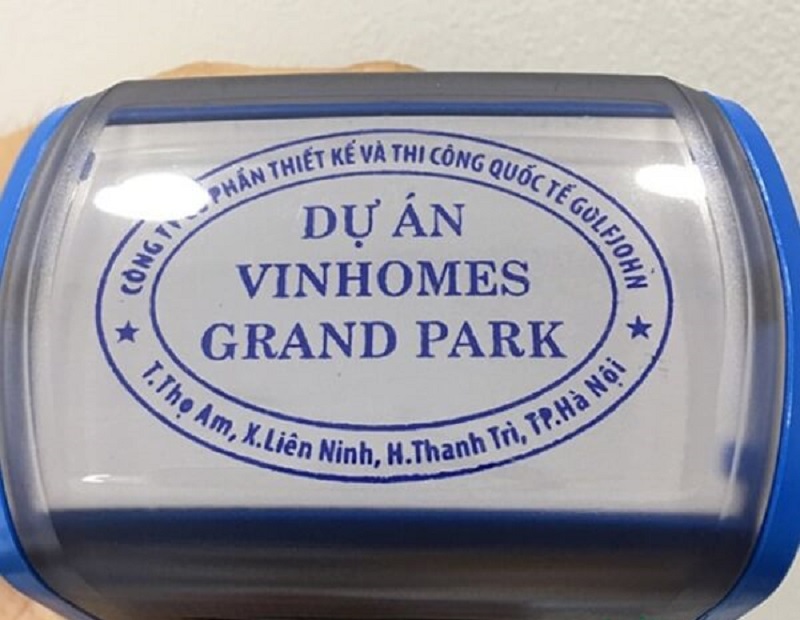 CÔNG TY CỔ PHẦN THIẾT KẾ VÀ THI CÔNG QUỐC TẾ GOLFJOHN
DỰ ÁN
VINHOMES
GRAND PARK
T.Thọ Am, X.Liên Ninh, H.Thanh Trì, TP.Hà Nội